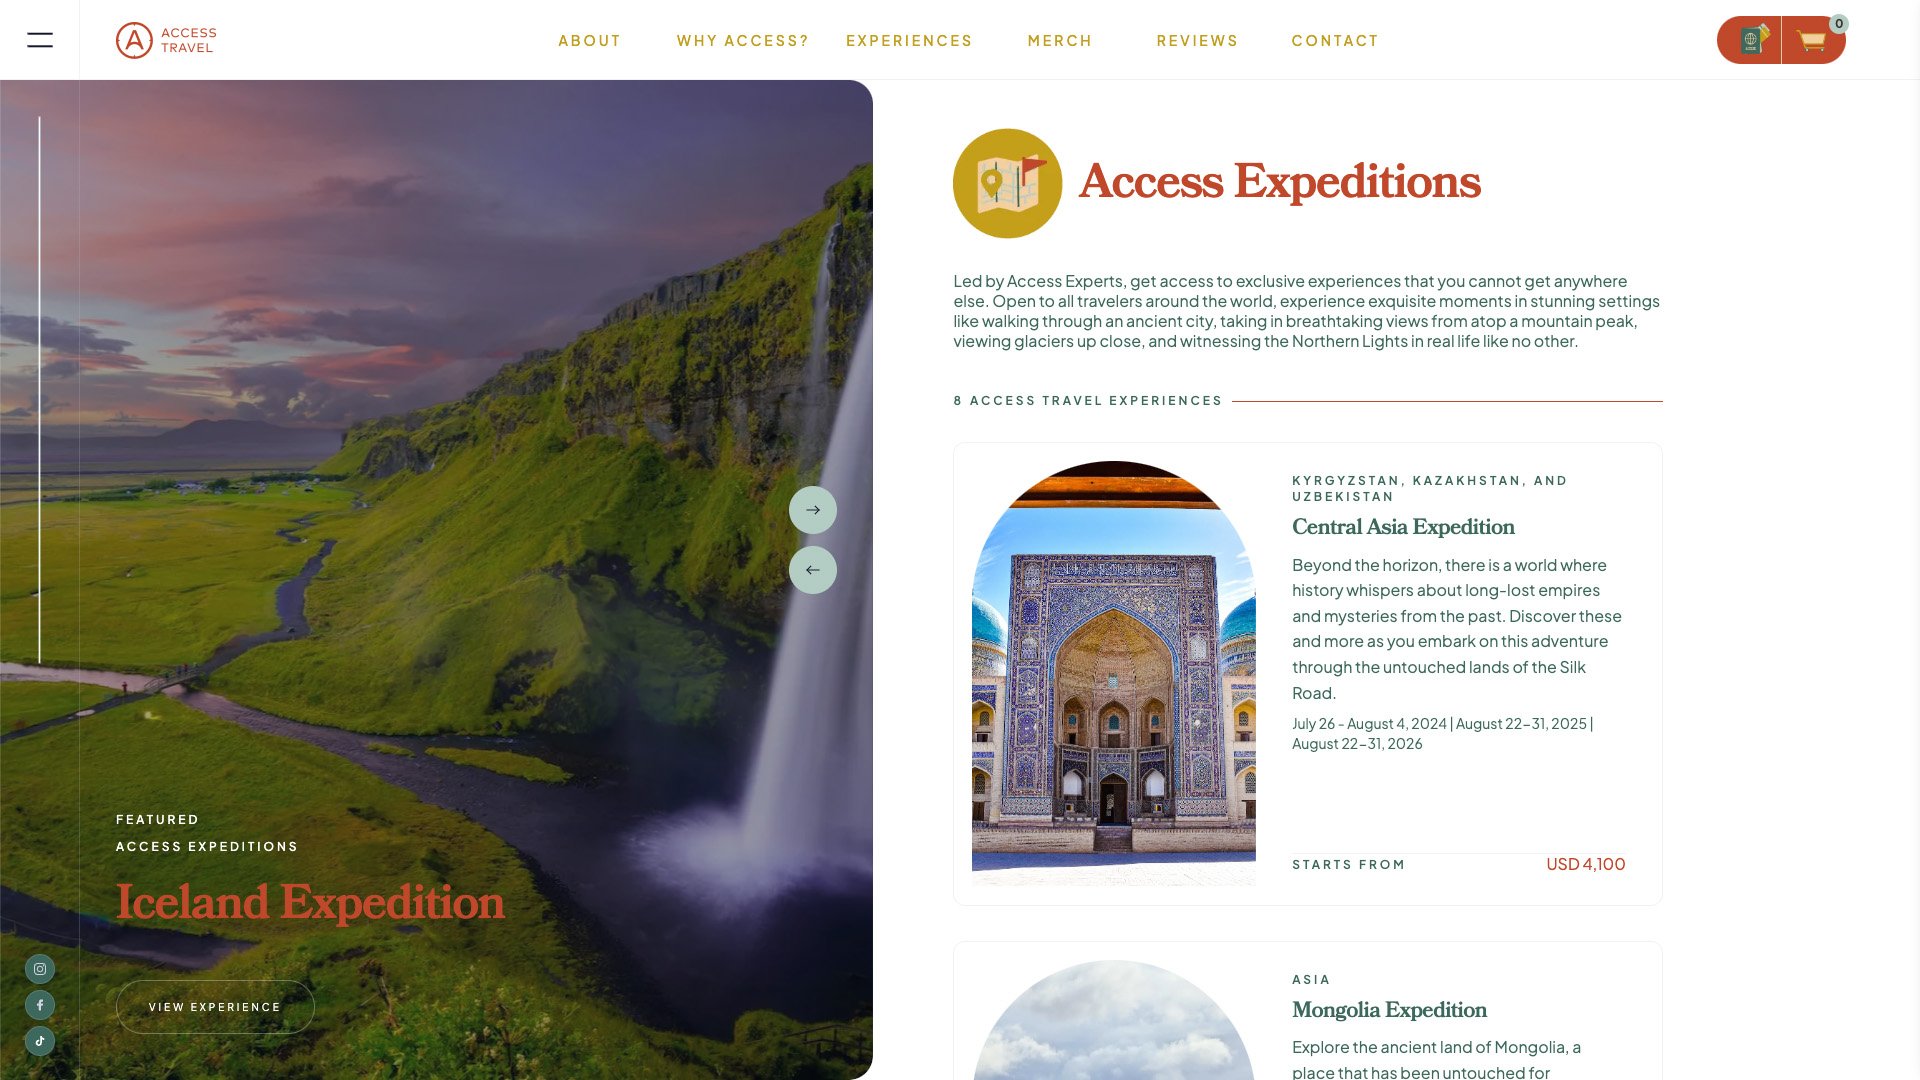 ACCESS
TRAVEL
ABOUT
WHY ACCESS?
EXPERIENCES
MERCH
REVIEWS
CONTACT
0
FEATURED
ACCESS EXPEDITIONS
Iceland Expedition
VIEW EXPERIENCE
Access Expeditions
Led by Access Experts, get access to exclusive experiences that you cannot get anywhere
else. Open to all travelers around the world, experience exquisite moments in stunning settings
like walking through an ancient city, taking in breathtaking views from atop a mountain peak,
viewing glaciers up close, and witnessing the Northern Lights in real life like no other.
8 ACCESS TRAVEL EXPERIENCES
KYRGYZSTAN, KAZAKHSTAN, AND
UZBEKISTAN
Central Asia Expedition
Beyond the horizon, there is a world where
history whispers about long-lost empires
and mysteries from the past. Discover these
and more as you embark on this adventure
through the untouched lands of the Silk
Road.
July 26 - August 4, 2024 | August 22–31, 2025 |
August 22–31, 2026
STARTS FROM
USD 4,100
ASIA
Mongolia Expedition
Explore the ancient land of Mongolia, a
place that has been untouched for